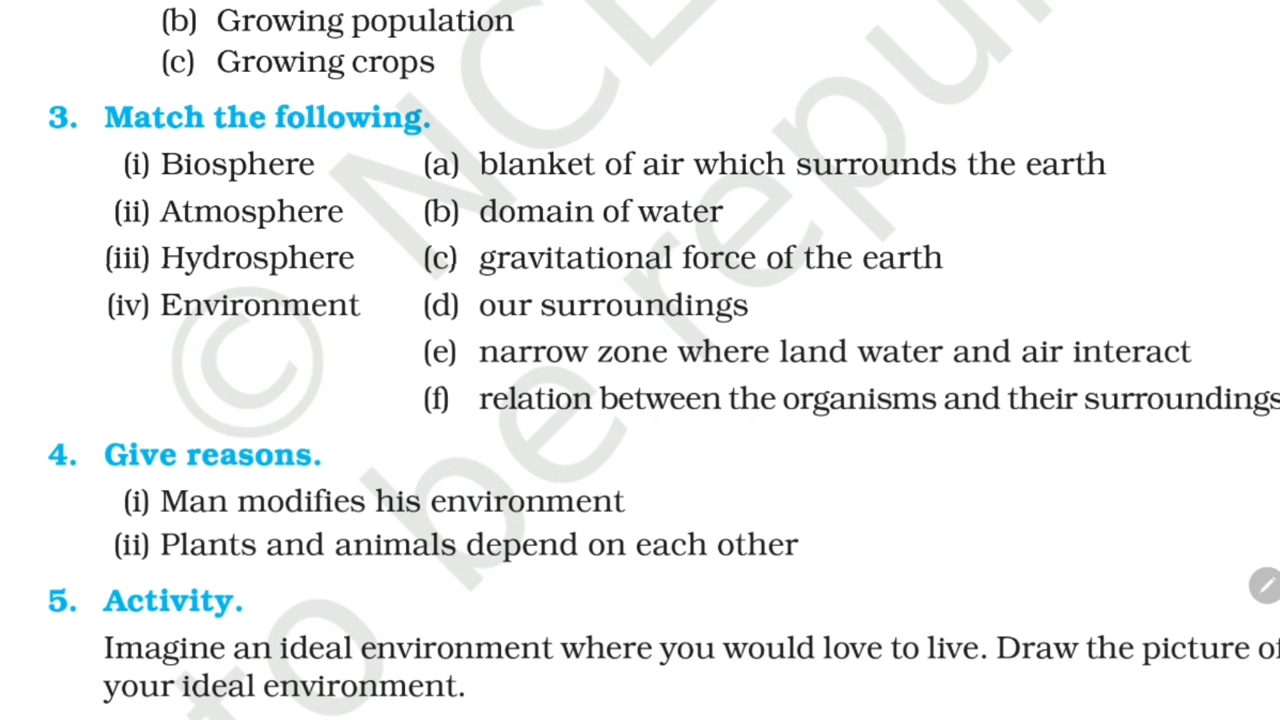 (b) Growing population
(c) Growing crops
3. Match the following.
(i) Biosphere (a) blanket of air which surrounds the earth
(ii) Atmosphere (b) domain of water
(iii) Hydrosphere (c) gravitational force of the earth
(iv) Environment (d) our surroundings
(e) narrow zone where land water and air interact
(f) relation between the organisms and their surroundings
4. Give reasons.
(i) Man modifies his environment
(ii) Plants and animals depend on each other
5. Activity.
Imagine an ideal environment where you would love to live. Draw the picture of
your ideal environment.
© NCE
to be repu